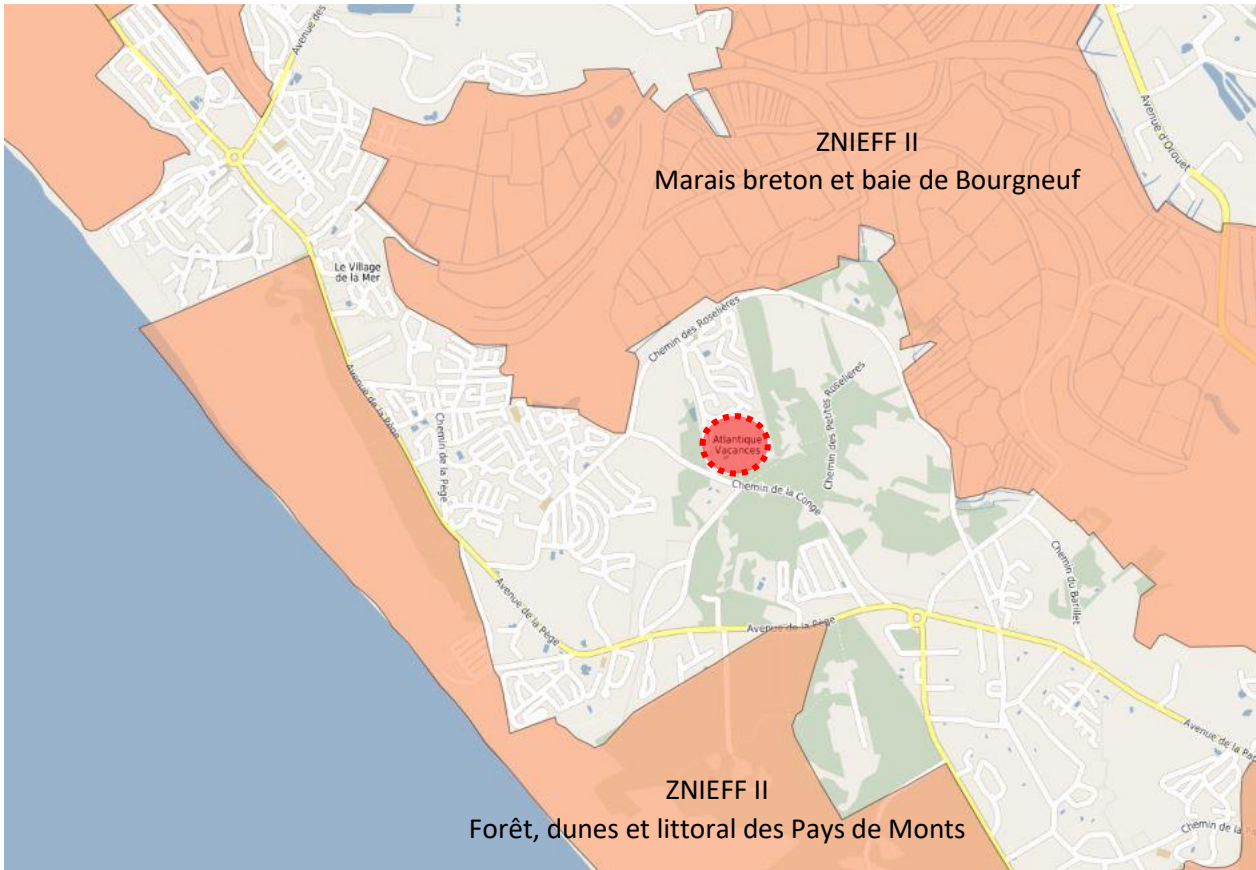 Avenue des
ZNIEFF II
Marais breton et baie de Bourgneuf
Avenue d'Orouet
Le Village
de la Mer
Chemin des Roselières
Avenue de la Pège
Chemin de la Pège
Chemin des Petites Roselières
Atlantique
Vacances
Chemin de la Conge
Chemin du Barillet
Avenue de la Pège
Avenue de la Pège
Avenue de la Par
ZNIEFF II
Forêt, dunes et littoral des Pays de Monts
Chemin de la